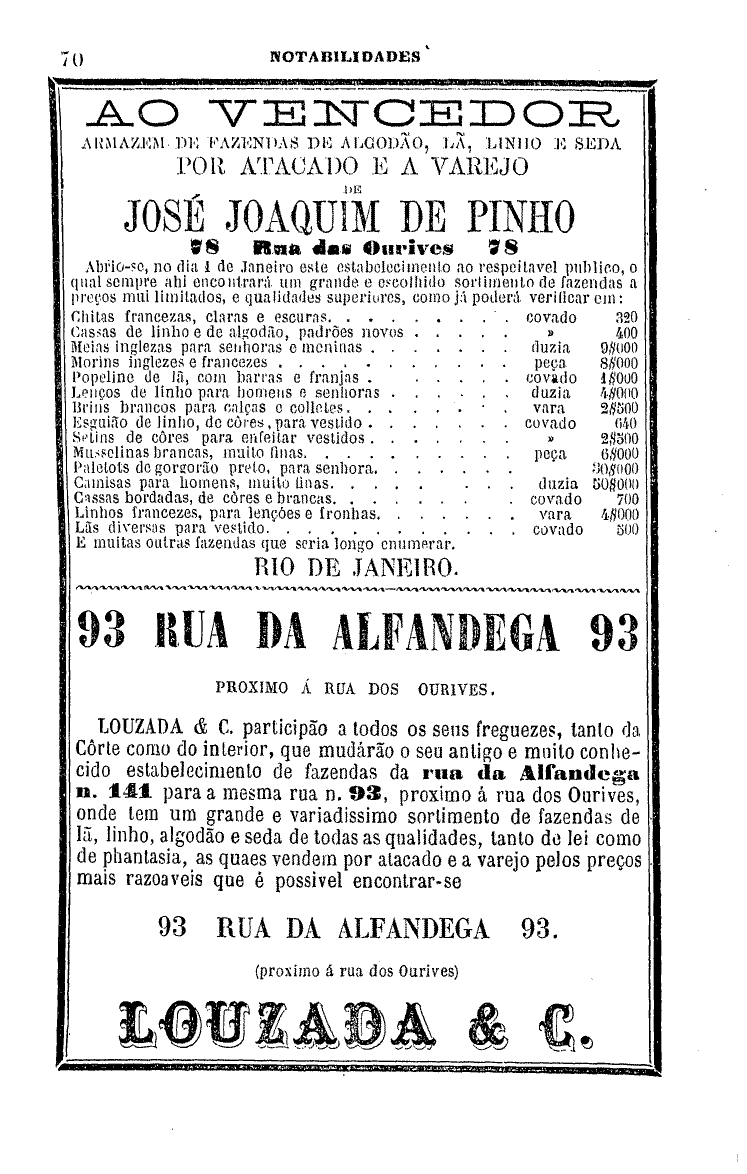 70 NOTABILIDADES
AO VENCEDOR
ARMAZEM DE FAZENDAS DE ALGODÃO, LÃ, LINHO E SEDA
POR ATACADO E A VAREJO
DE
JOSÉ JOAQUIM DE PINHO
78 Rua das Ourives 78
Abrio-se, no dia 1 de Janeiro este estabelecimento ao respeitavel publico, o
qual sempre ahi encontrará um grande e escolhido sortimento de fazendas a
preços mui limitados, e qualidades superiores, como já poderá verificar em:
Chitas francezas, claras e escuras. . . . . . . . . covado 320
Cassas de linho e de algodão, padrões novos . . . . . » 400
Meias inglezas para senhoras e meninas . . . . . . . duzia 9$000
Morins inglezes e francezes . . . . . . . . . . . peça 8$000
Popeline de lã, com barras e franjas . . . . . . covado 1$000
Lenços de linho para homens e senhoras . . . . . . duzia 4$000
Brins brancos para calças e colletes. . . . . . . . vara 2$500
Esguião de linho, de côres, para vestido . . . . . . . covado 640
Setins de côres para enfeitar vestidos . . . . . . . » 2$500
Musselinas brancas, muito finas. . . . . . . . . . peça 6$000
Paletots de gorgorão preto, para senhora. . . . . . . 30$000
Camisas para homens, muito finas. . . . . . . . duzia 50$000
Cassas bordadas, de côres e brancas. . . . . . . . covado 700
Linhos francezes, para lenções e fronhas. . . . . . . vara 4$000
Lãs diversas para vestido. . . . . . . . . . . . covado 500
E muitas outras fazendas que seria longo enumerar.
RIO DE JANEIRO.
93 RUA DA ALFANDEGA 93
PROXIMO Á RUA DOS OURIVES.
LOUZADA & C. participão a todos os seus freguezes, tanto da
Côrte como do interior, que mudárão o seu antigo e muito conhe-
cido estabelecimento de fazendas da rua da Alfandega
n. 141 para a mesma rua n. 93, proximo á rua dos Ourives,
onde tem um grande e variadissimo sortimento de fazendas de
lã, linho, algodão e seda de todas as qualidades, tanto de lei como
de phantasia, as quaes vendem por atacado e a varejo pelos preços
mais razoaveis que é possivel encontrar-se
93 RUA DA ALFANDEGA 93.
(proximo á rua dos Ourives)
LOUZADA & C.